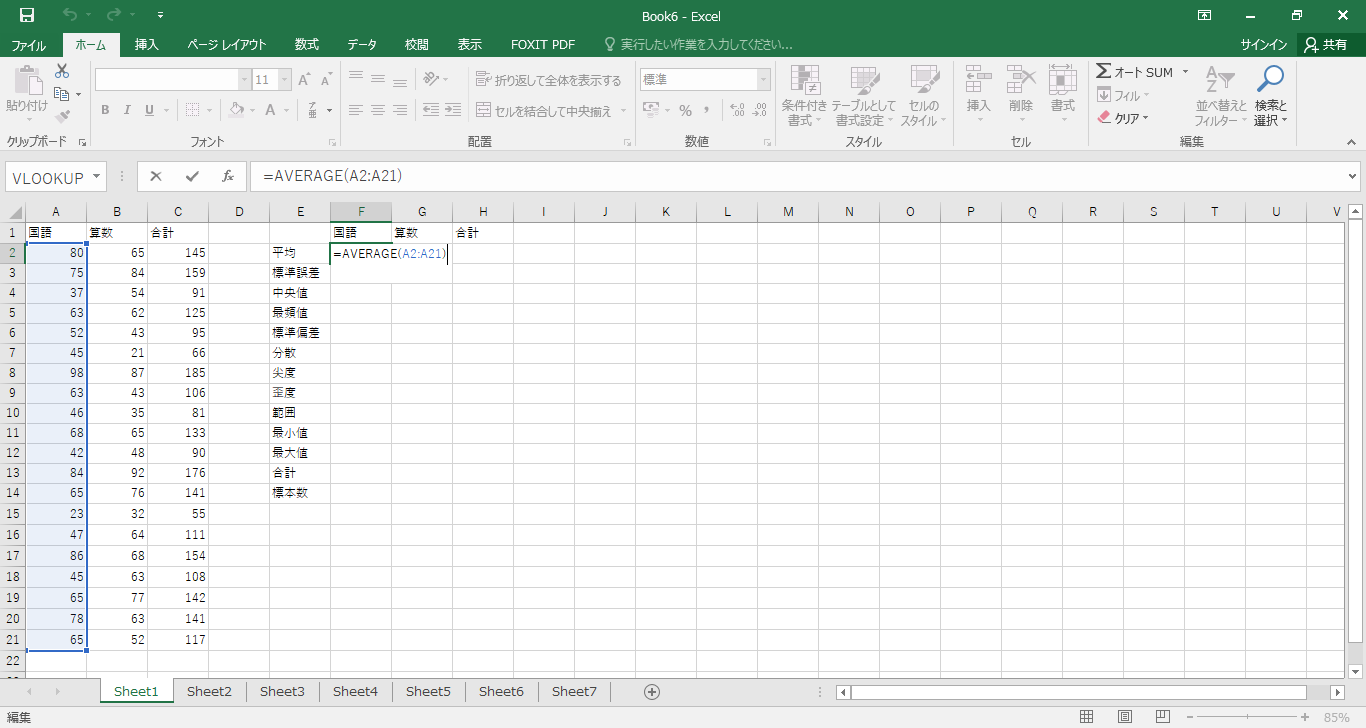 Book6 - Excel
ファイル ホーム 挿入 ページ レイアウト 数式 データ 校閲 表示 FOXIT PDF 実行したい作業を入力してください... サインイン 共有
貼り付け 11 折り返して全体を表示する 標準 条件付き書式 テーブルとして書式設定 セルのスタイル 挿入 削除 書式 Σ オート SUM 並べ替えとフィルター 検索と選択
B I U A セルを結合して中央揃え % , フィル
クリア
クリップボード フォント 配置 数値 スタイル セル 編集
VLOOKUP fx =AVERAGE(A2:A21)
A B C D E F G H I J K L M N O P Q R S T U V
1 国語 算数 合計 国語 算数 合計
2 80 65 145 平均 =AVERAGE(A2:A21)
3 75 84 159 標準誤差
4 37 54 91 中央値
5 63 62 125 最頻値
6 52 43 95 標準偏差
7 45 21 66 分散
8 98 87 185 尖度
9 63 43 106 歪度
10 46 35 81 範囲
11 68 65 133 最小値
12 42 48 90 最大値
13 84 92 176 合計
14 65 76 141 標本数
15 23 32 55
16 47 64 111
17 86 68 154
18 45 63 108
19 65 77 142
20 78 63 141
21 65 52 117
22
Sheet1 Sheet2 Sheet3 Sheet4 Sheet5 Sheet6 Sheet7
編集 85%